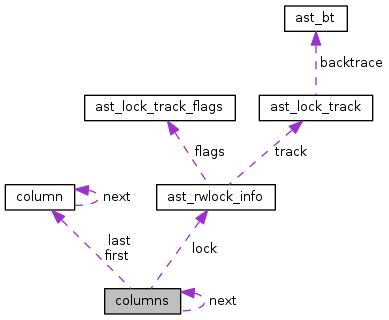 ast_bt
backtrace
ast_lock_track_flags
ast_lock_track
flags
track
column
next
ast_rwlock_info
last
first
lock
columns
next